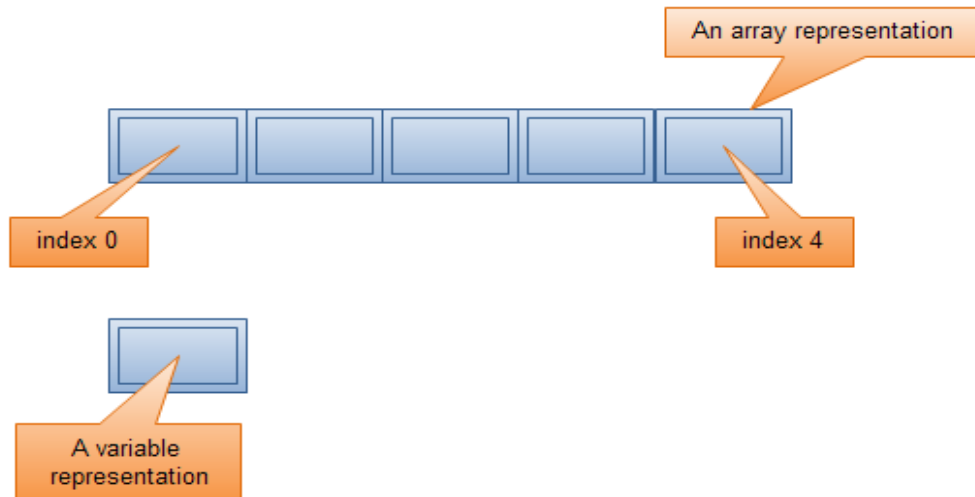 An array representation
index 0
index 4
A variable
representation